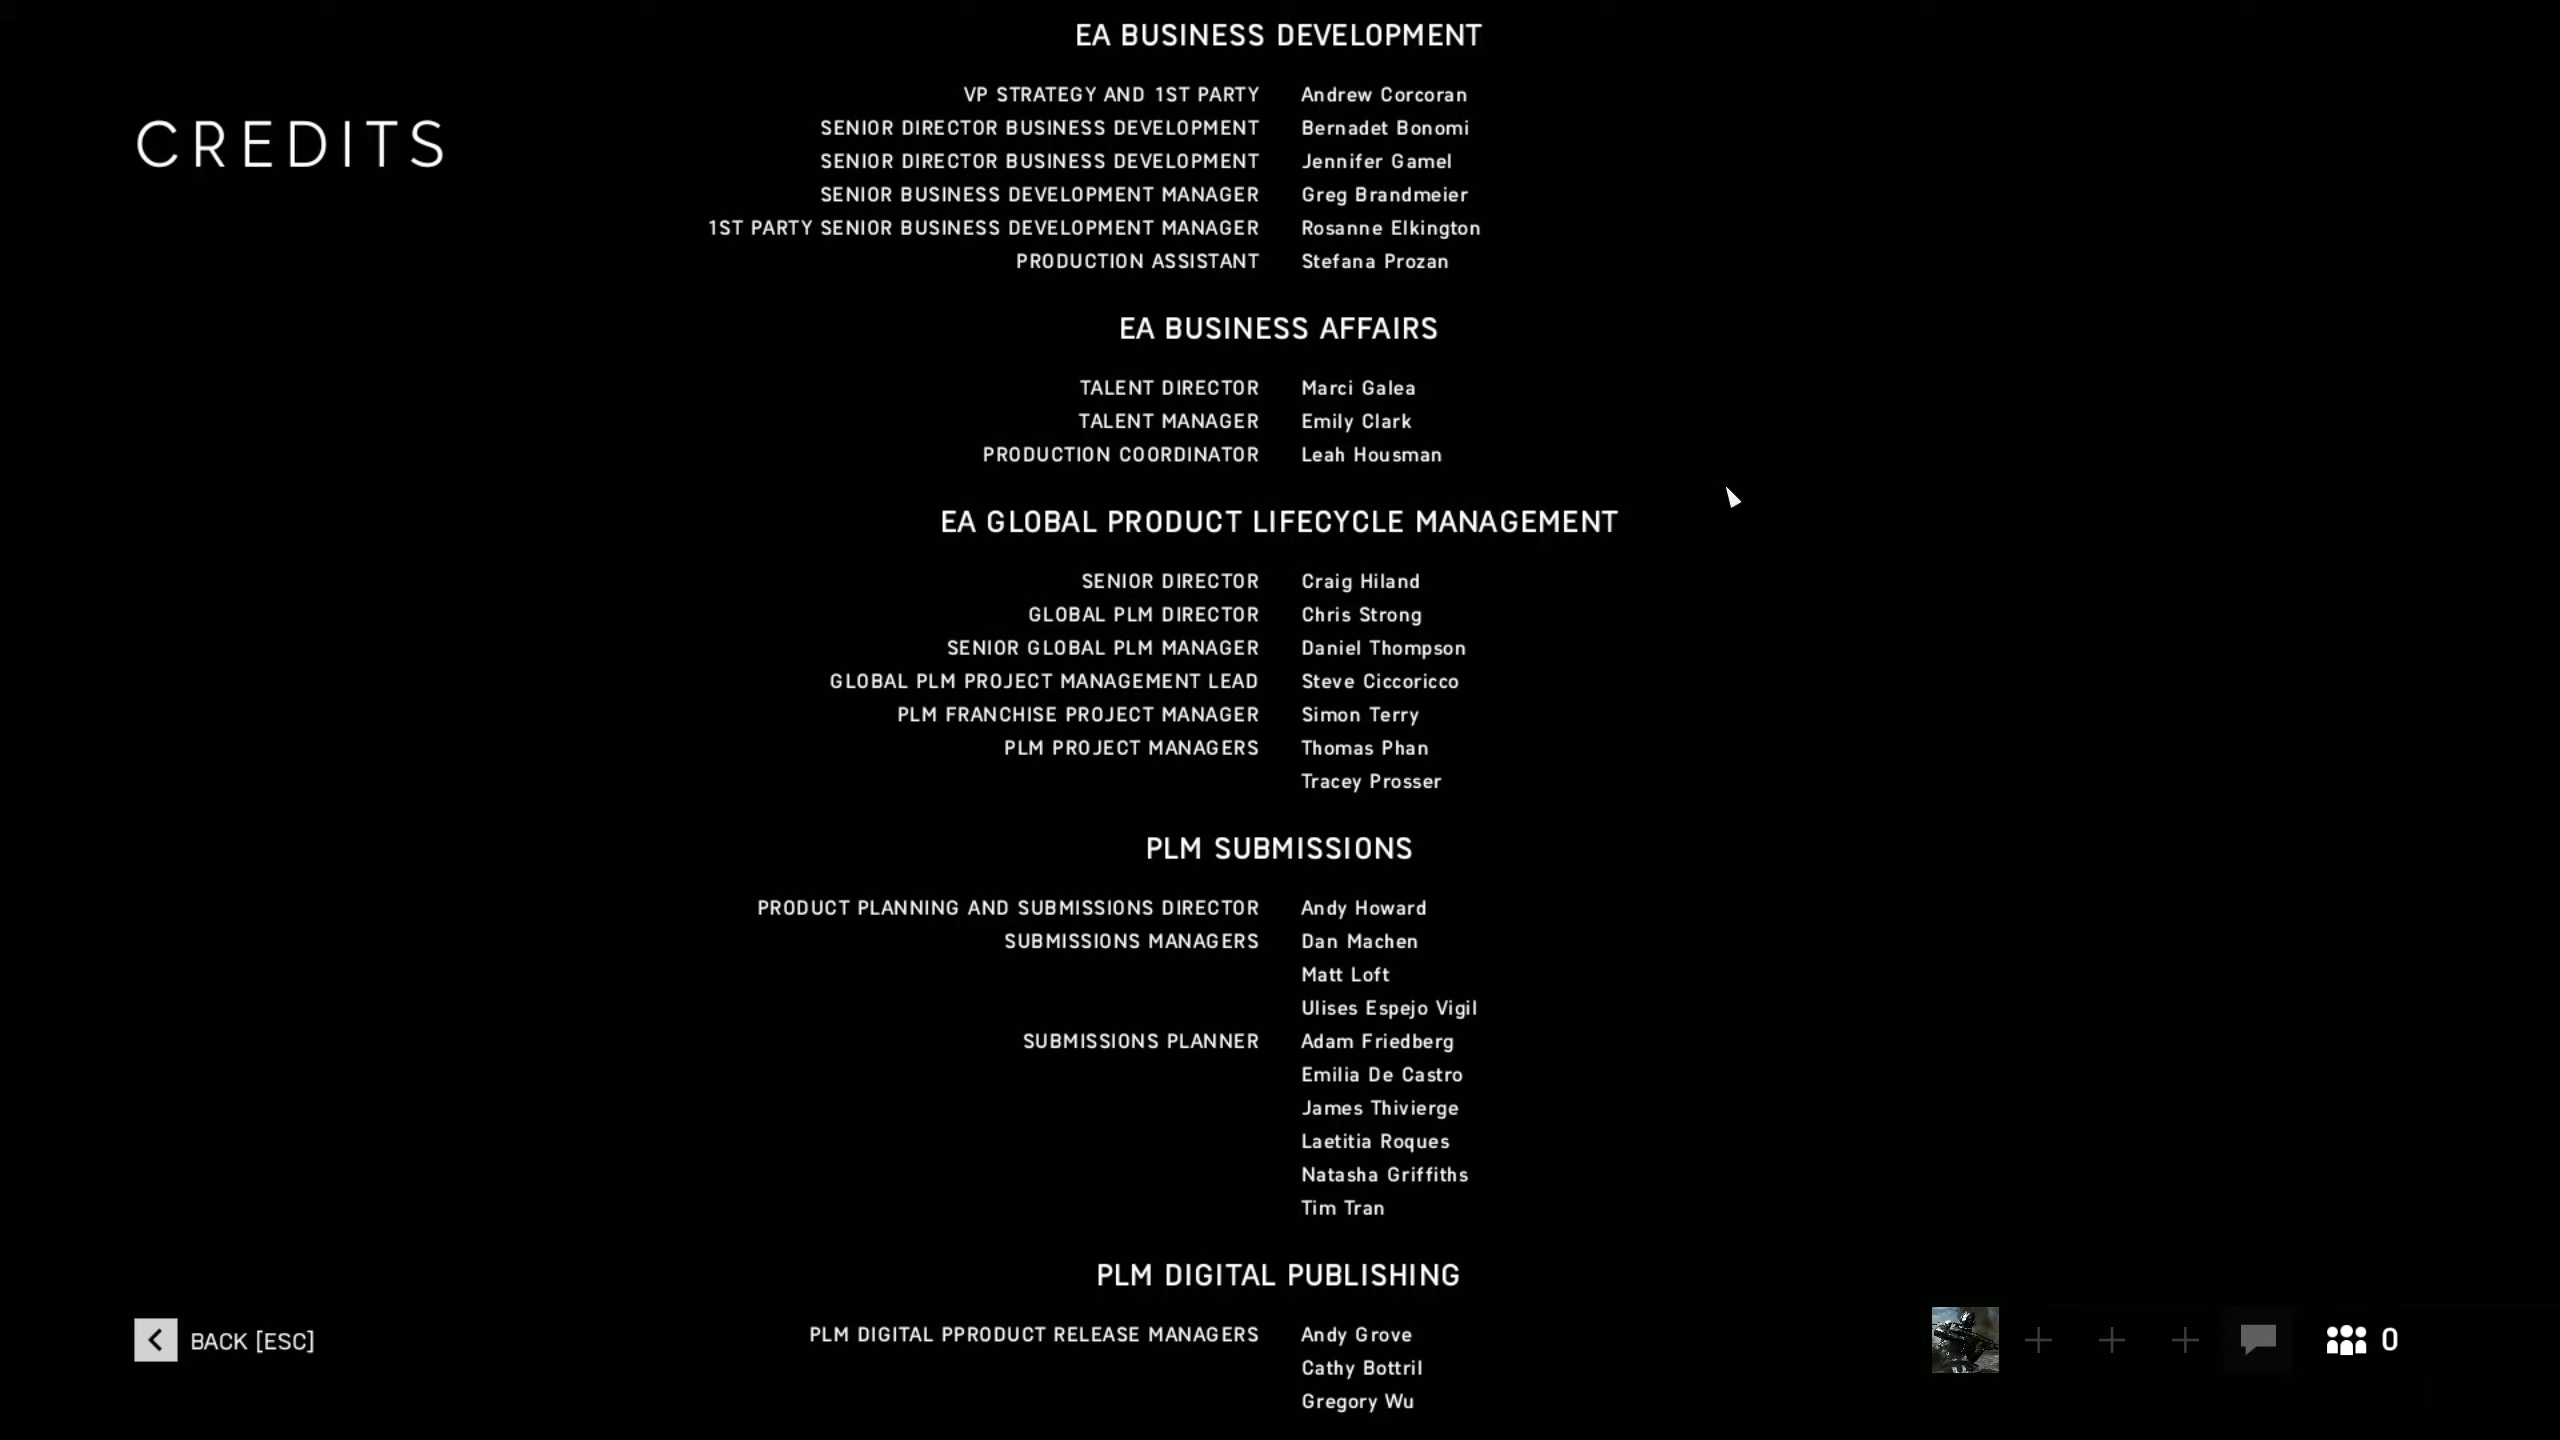 EA BUSINESS DEVELOPMENT
CREDITS
VP STRATEGY AND 1ST PARTY Andrew Corcoran
SENIOR DIRECTOR BUSINESS DEVELOPMENT Bernadet Bonomi
SENIOR DIRECTOR BUSINESS DEVELOPMENT Jennifer Gamel
SENIOR BUSINESS DEVELOPMENT MANAGER Greg Brandmeier
1ST PARTY SENIOR BUSINESS DEVELOPMENT MANAGER Rosanne Elkington
PRODUCTION ASSISTANT Stefana Prozan
EA BUSINESS AFFAIRS
TALENT DIRECTOR Marci Galea
TALENT MANAGER Emily Clark
PRODUCTION COORDINATOR Leah Housman
EA GLOBAL PRODUCT LIFECYCLE MANAGEMENT
SENIOR DIRECTOR Craig Hiland
GLOBAL PLM DIRECTOR Chris Strong
SENIOR GLOBAL PLM MANAGER Daniel Thompson
GLOBAL PLM PROJECT MANAGEMENT LEAD Steve Ciccoricco
PLM FRANCHISE PROJECT MANAGER Simon Terry
PLM PROJECT MANAGERS Thomas Phan
Tracey Prosser
PLM SUBMISSIONS
PRODUCT PLANNING AND SUBMISSIONS DIRECTOR Andy Howard
SUBMISSIONS MANAGERS Dan Machen
Matt Loft
Ulises Espejo Vigil
SUBMISSIONS PLANNER Adam Friedberg
Emilia De Castro
James Thivierge
Laetitia Roques
Natasha Griffiths
Tim Tran
PLM DIGITAL PUBLISHING
PLM DIGITAL PPRODUCT RELEASE MANAGERS Andy Grove
Cathy Bottril
Gregory Wu
BACK [ESC]
0